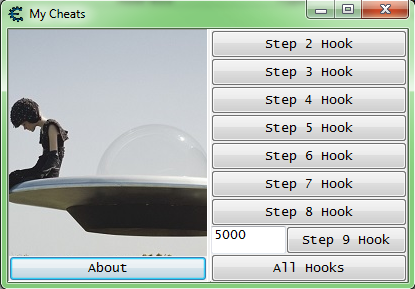 My Cheats
Step 2 Hook
Step 3 Hook
Step 4 Hook
Step 5 Hook
Step 6 Hook
Step 7 Hook
Step 8 Hook
5000
Step 9 Hook
About
All Hooks